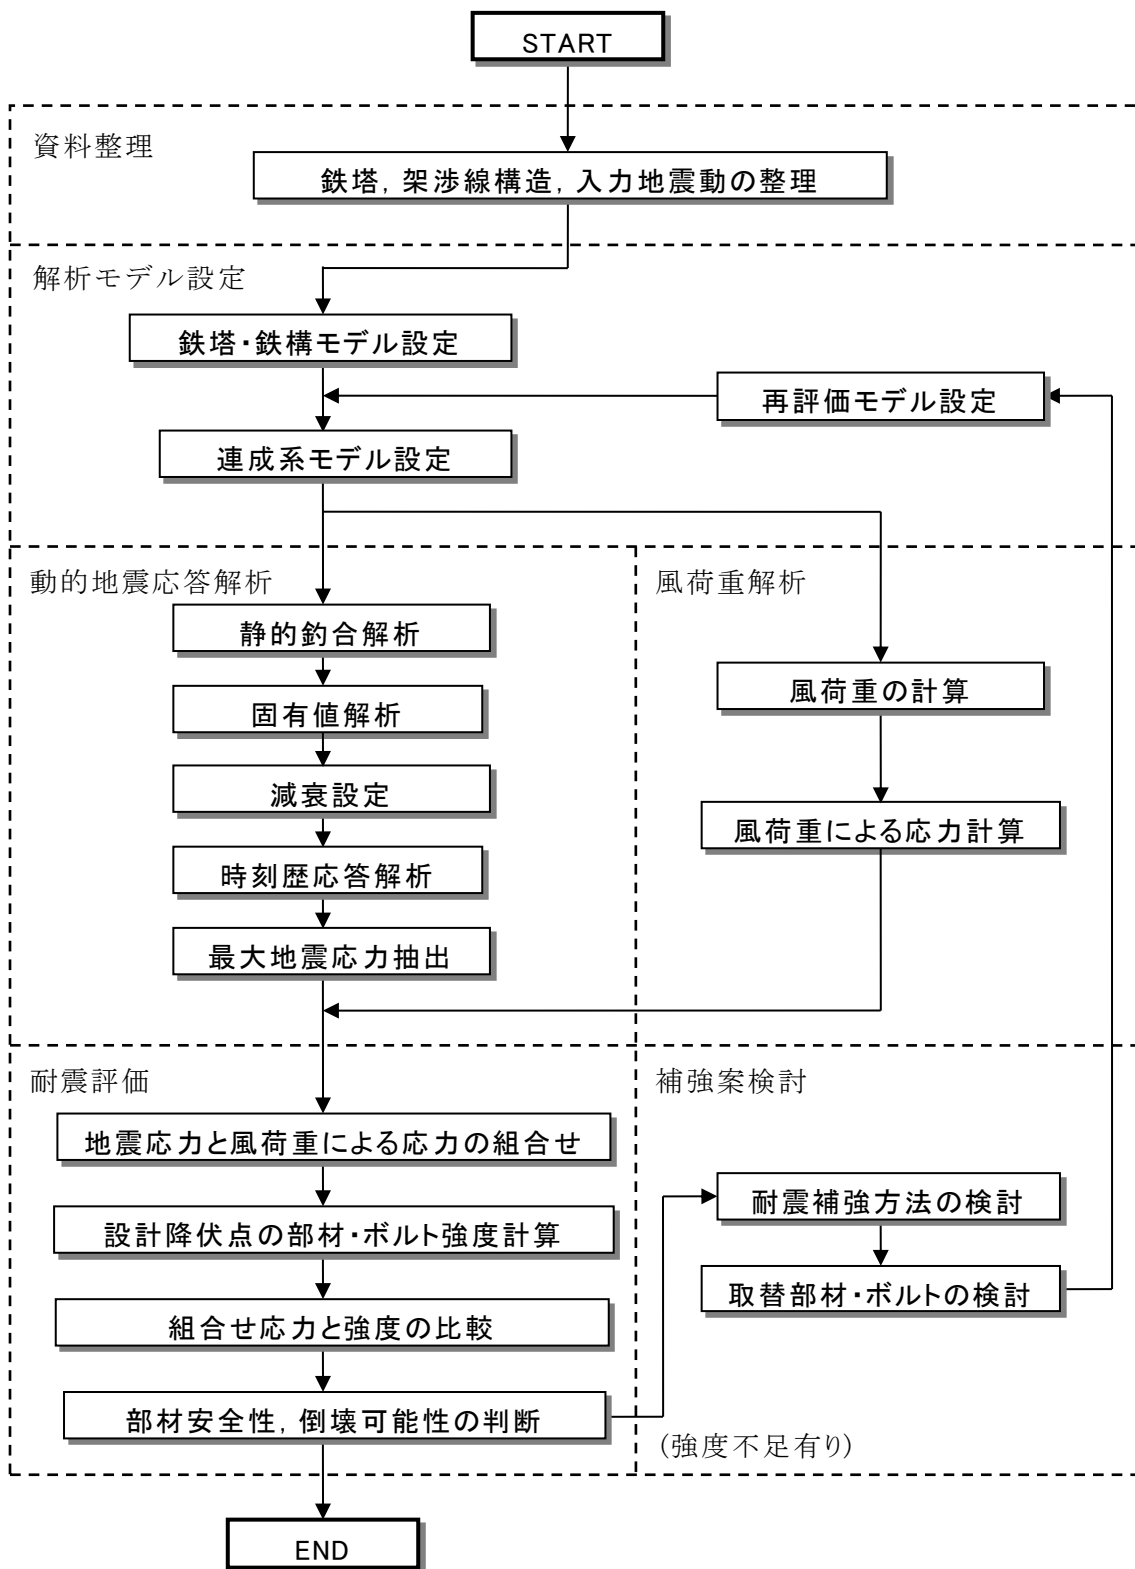 START
資料整理
鉄塔，架渉線構造，入力地震動の整理
解析モデル設定
鉄塔・鉄構モデル設定
再評価モデル設定
連成系モデル設定
動的地震応答解析
静的釣合解析
固有値解析
減衰設定
時刻歴応答解析
最大地震応力抽出
風荷重解析
風荷重の計算
風荷重による応力計算
耐震評価
地震応力と風荷重による応力の組合せ
設計降伏点の部材・ボルト強度計算
組合せ応力と強度の比較
部材安全性，倒壊可能性の判断
補強案検討
耐震補強方法の検討
取替部材・ボルトの検討
(強度不足有り)
END